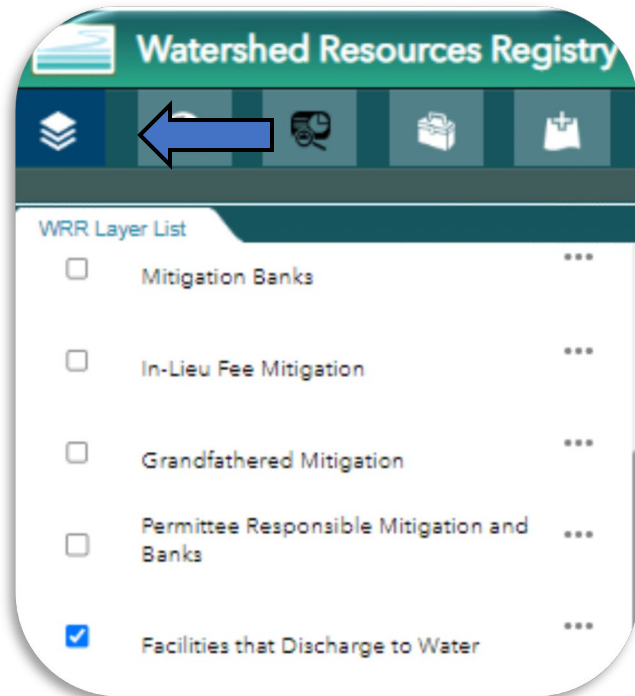 Watershed Resources Registry
WRR Layer List
Mitigation Banks
In-Lieu Fee Mitigation
Grandfathered Mitigation
Permittee Responsible Mitigation and
Banks
Facilities that Discharge to Water